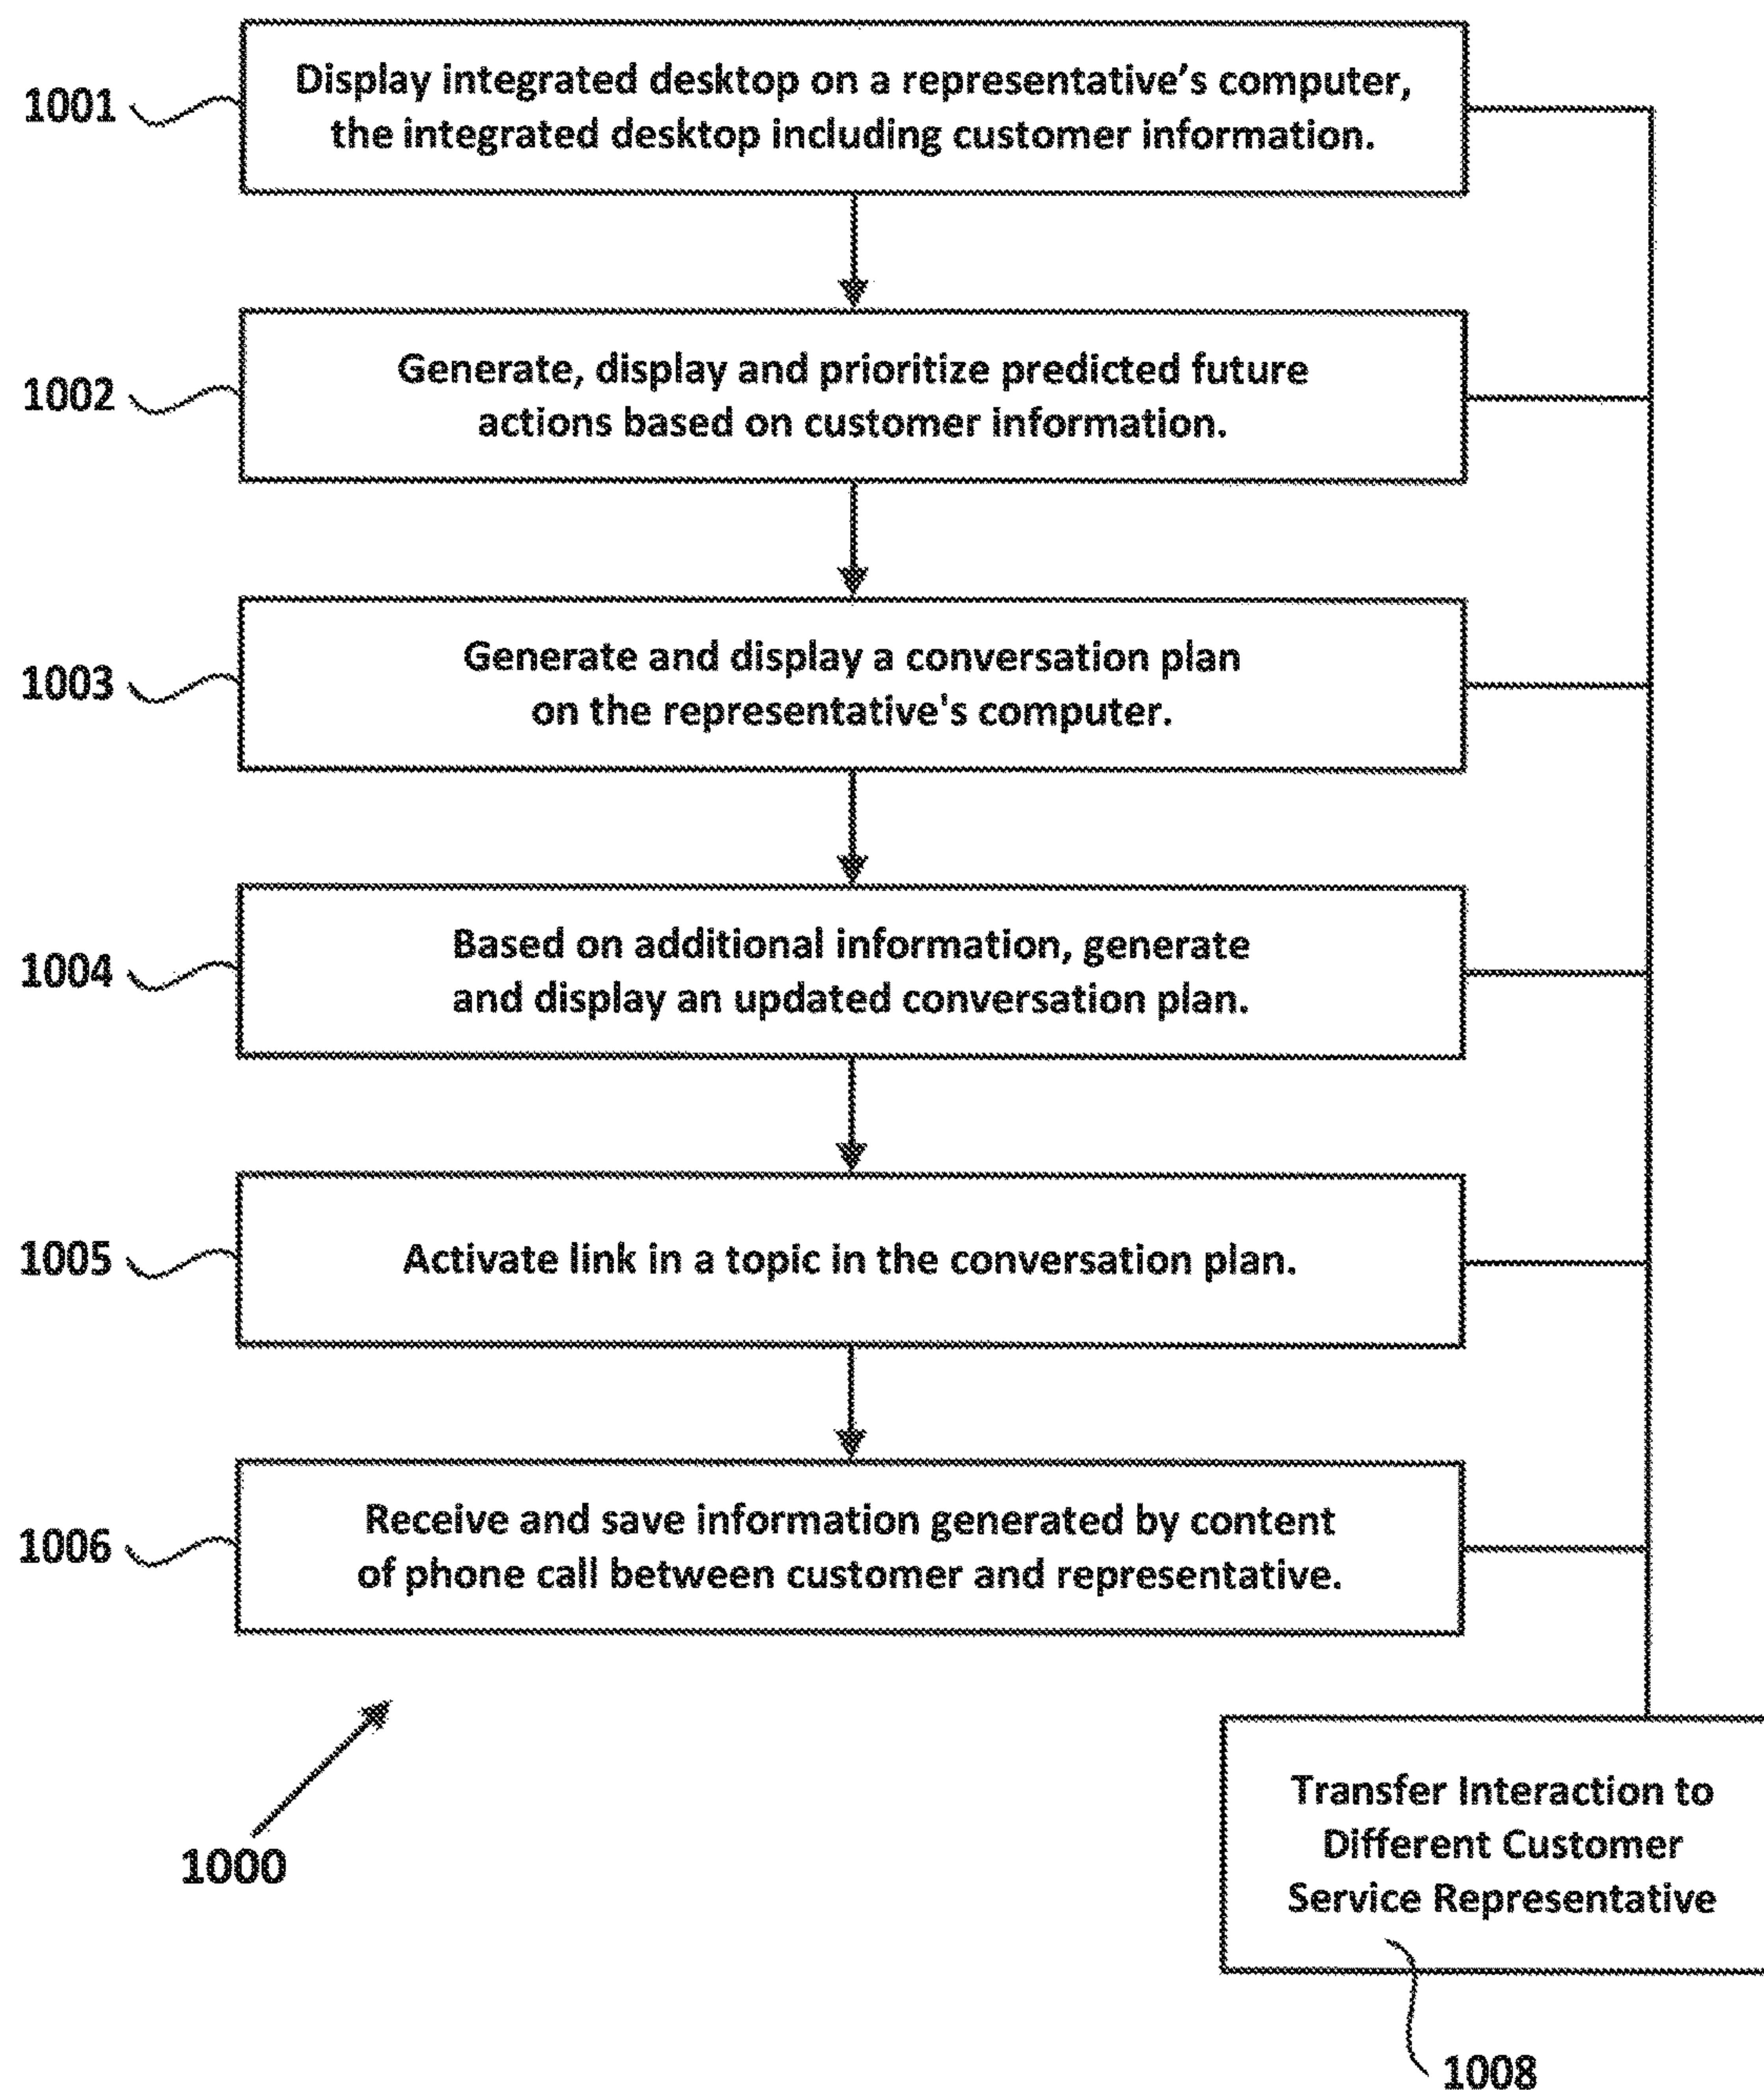 1001
Display integrated desktop on a representative’s computer,
the integrated desktop including customer information.
1002
Generate, display and prioritize predicted future
actions based on customer information.
1003
Generate and display a conversation plan
on the representative's computer.
1004
Based on additional information, generate
and display an updated conversation plan.
1005
Activate link in a topic in the conversation plan.
1006
Receive and save information generated by content
of phone call between customer and representative.
1000
Transfer Interaction to
Different Customer
Service Representative
1008